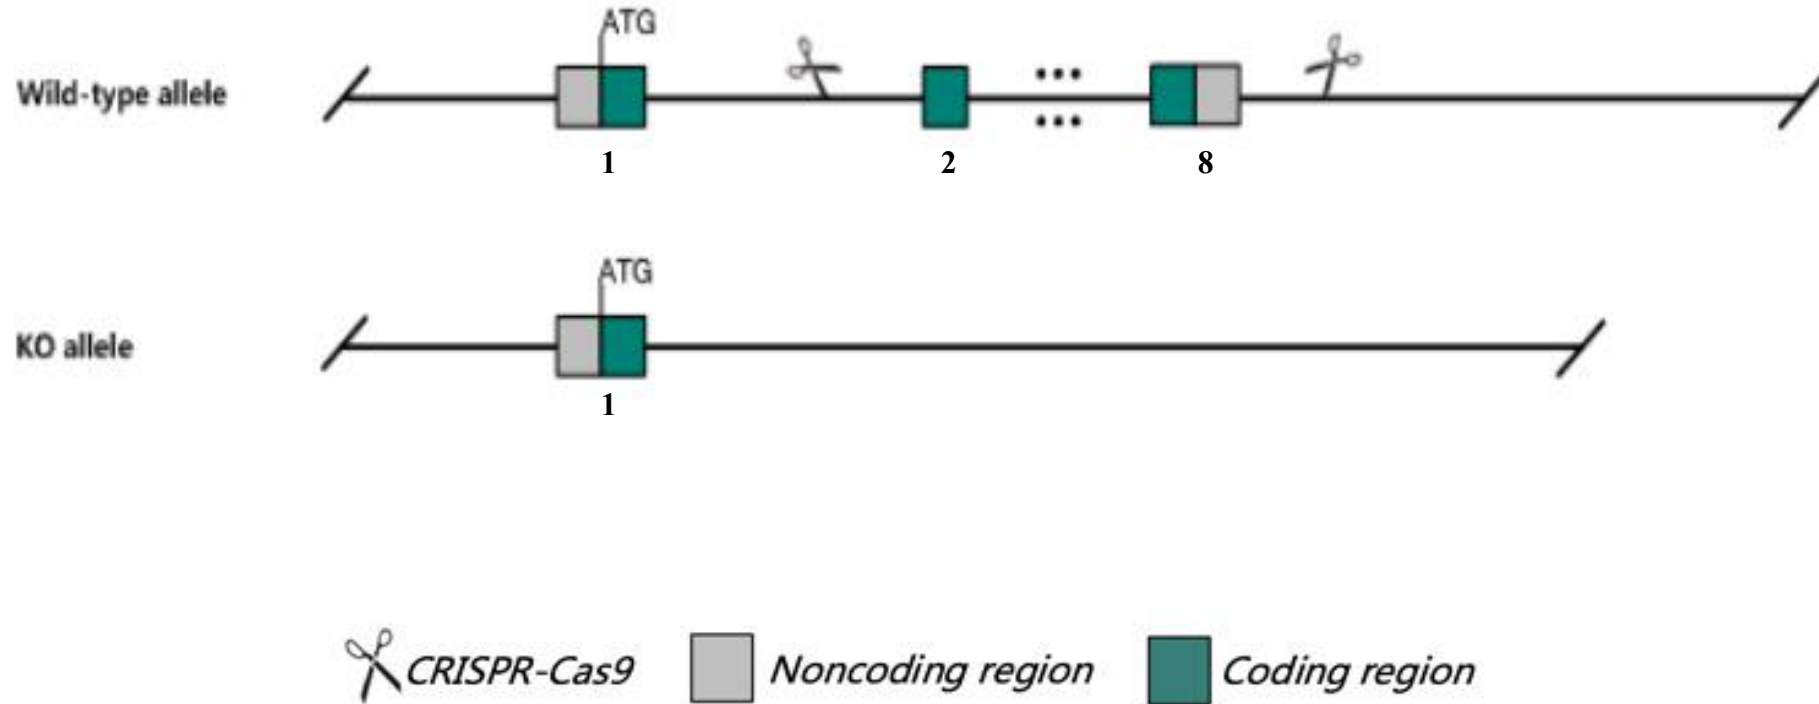 ATG
Wild-type allele
1 2 8
ATG
KO allele
1
CRISPR-Cas9 Noncoding region Coding region